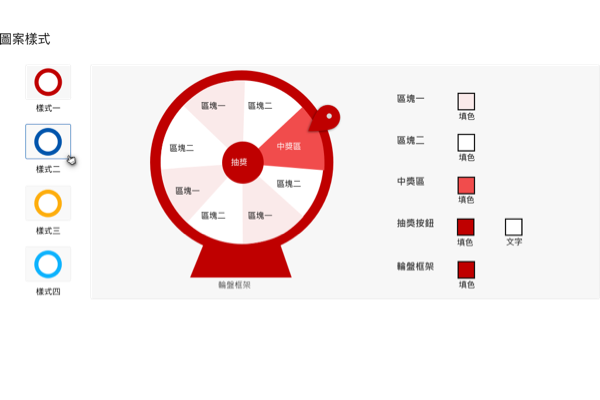 圖案樣式
樣式一
樣式二
樣式三
樣式四
區塊一
區塊二
中獎區
區塊二
區塊一
區塊二
區塊一
區塊二
抽獎
輪盤框架
區塊一
填色
區塊二
填色
中獎區
填色
抽獎按鈕
填色
文字
輪盤框架
填色